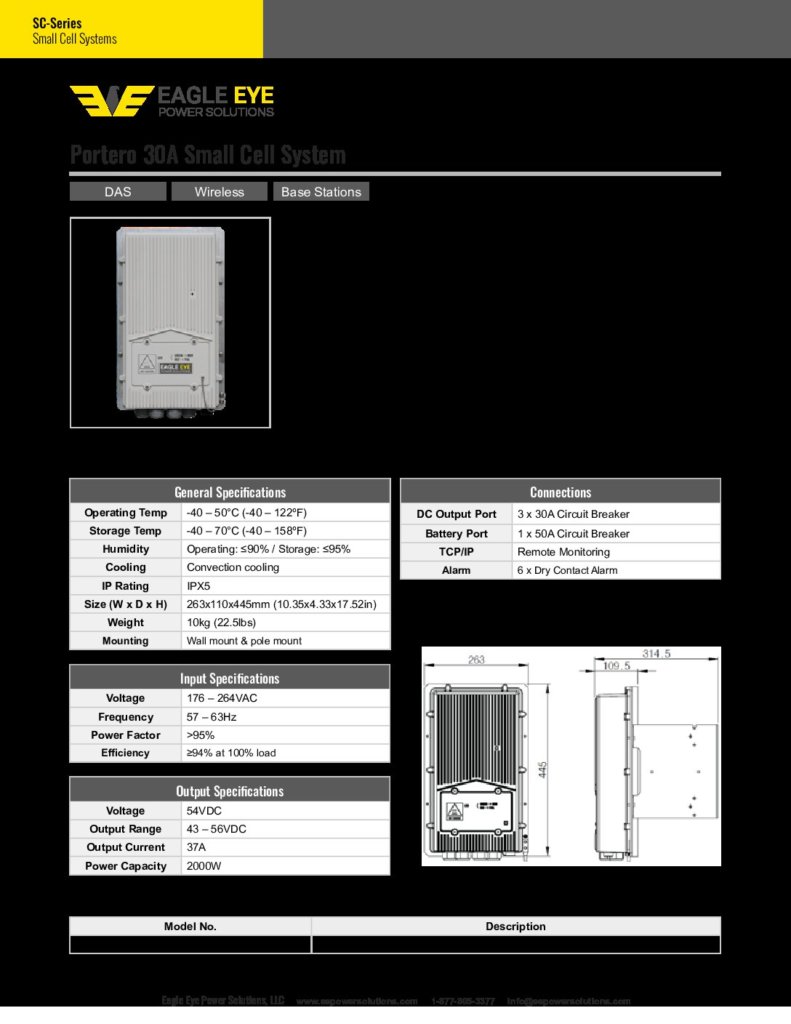 SC-Series
Small Cell Systems
EAGLE EYE
POWER SOLUTIONS
Portero 30A Small Cell System
DAS Wireless Base Stations
EAGLE EYE
General Specifications
Operating Temp -40 – 50°C (-40 – 122ºF)
Storage Temp -40 – 70°C (-40 – 158ºF)
Humidity Operating: ≤90% / Storage: ≤95%
Cooling Convection cooling
IP Rating IPX5
Size (W x D x H) 263x110x445mm (10.35x4.33x17.52in)
Weight 10kg (22.5lbs)
Mounting Wall mount & pole mount
Connections
DC Output Port 3 x 30A Circuit Breaker
Battery Port 1 x 50A Circuit Breaker
TCP/IP Remote Monitoring
Alarm 6 x Dry Contact Alarm
Input Specifications
Voltage 176 – 264VAC
Frequency 57 – 63Hz
Power Factor >95%
Efficiency ≥94% at 100% load
Output Specifications
Voltage 54VDC
Output Range 43 – 56VDC
Output Current 37A
Power Capacity 2000W
263
314.5
109.5
445
Model No. Description
Eagle Eye Power Solutions, LLC www.eepowersolutions.com 1-877-805-3377 info@eepowersolutions.com